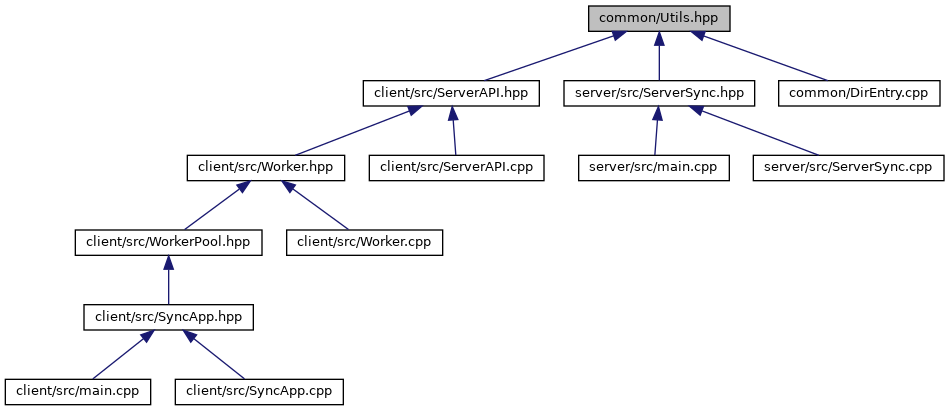 common/Utils.hpp
client/src/ServerAPI.hpp
server/src/ServerSync.hpp
common/DirEntry.cpp
client/src/Worker.hpp
client/src/ServerAPI.cpp
server/src/main.cpp
server/src/ServerSync.cpp
client/src/WorkerPool.hpp
client/src/Worker.cpp
client/src/SyncApp.hpp
client/src/main.cpp
client/src/SyncApp.cpp